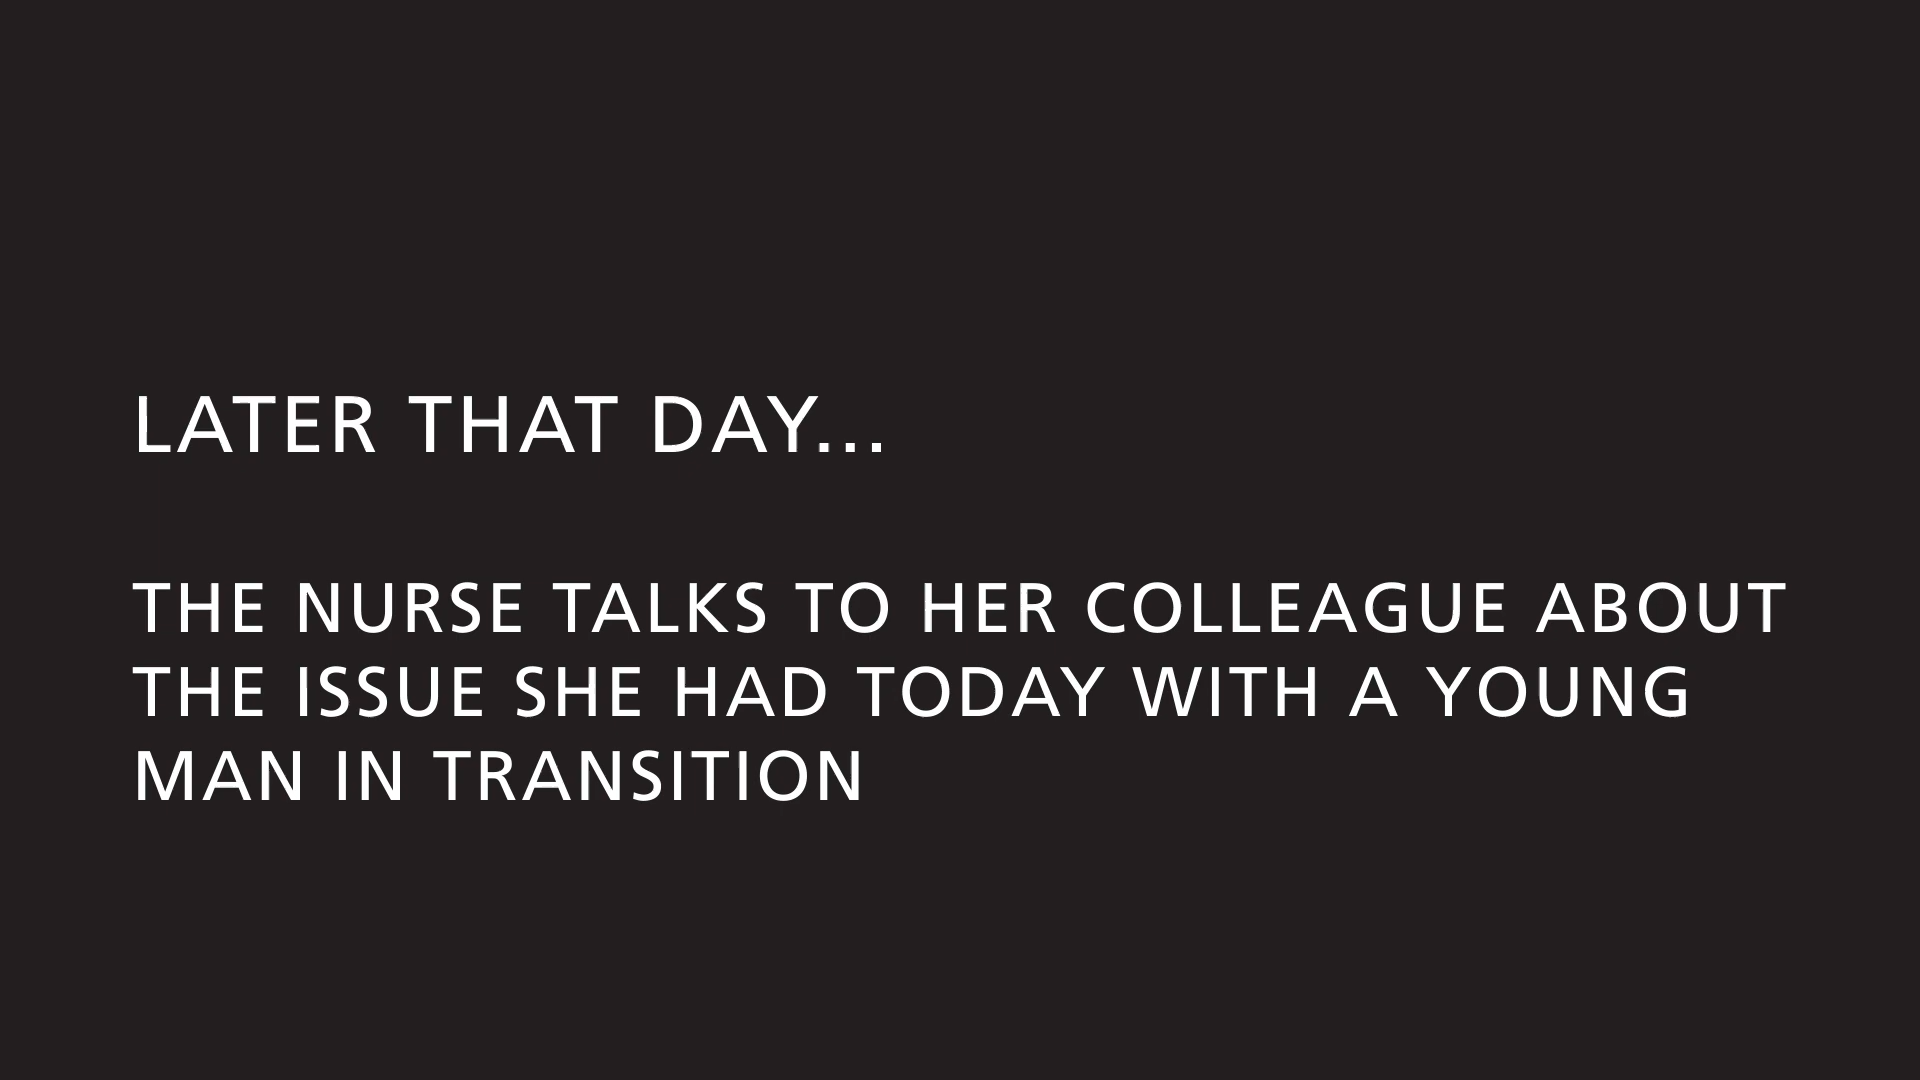 LATER THAT DAY...
THE NURSE TALKS TO HER COLLEAGUE ABOUT
THE ISSUE SHE HAD TODAY WITH A YOUNG
MAN IN TRANSITION